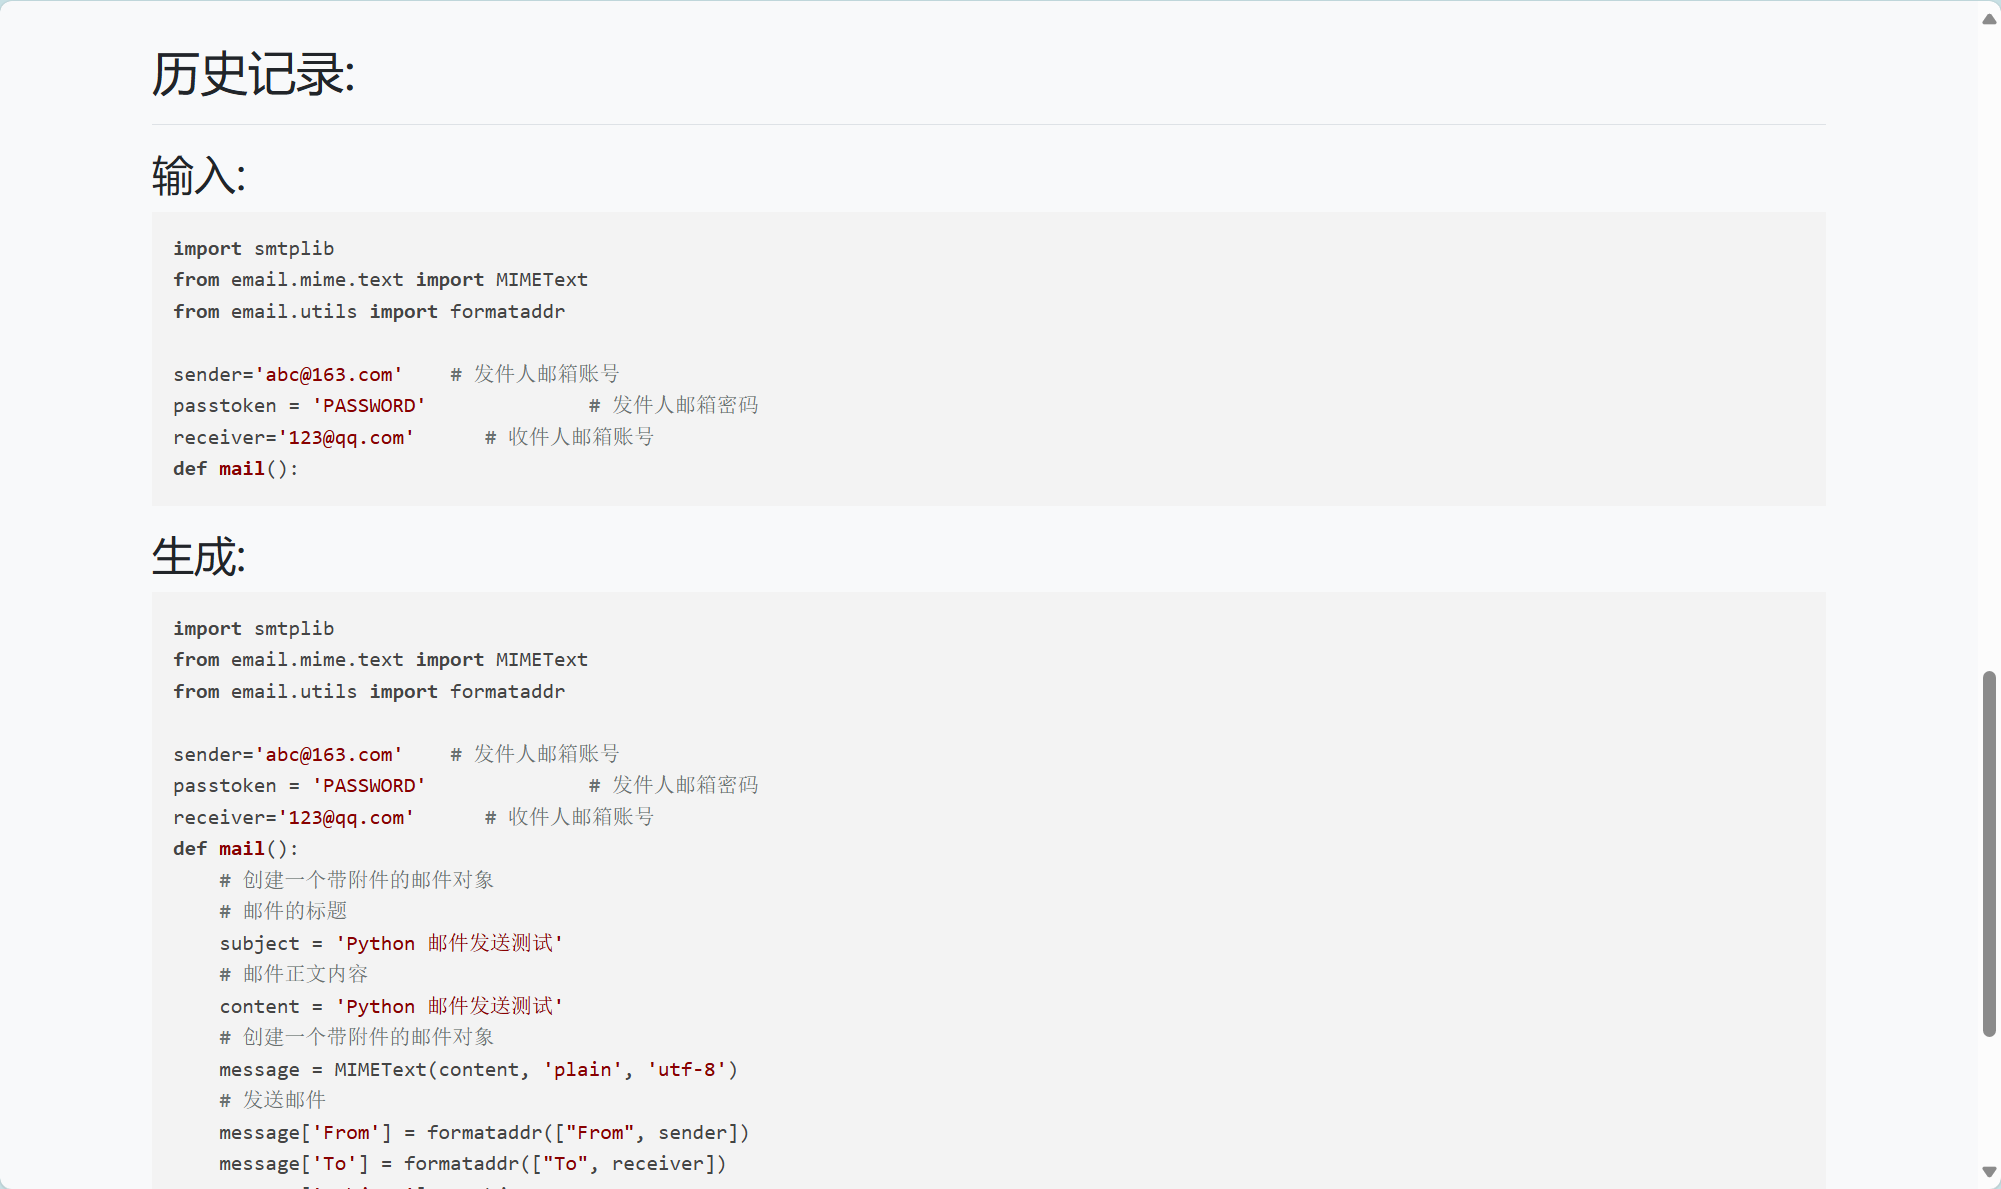 历史记录:
输入:
import smtplib
from email.mime.text import MIMEText
from email.utils import formataddr
sender='abc@163.com'    # 发件人邮箱账号
passtoken = 'PASSWORD'              # 发件人邮箱密码
receiver='123@qq.com'      # 收件人邮箱账号
def mail():
生成:
import smtplib
from email.mime.text import MIMEText
from email.utils import formataddr
sender='abc@163.com'    # 发件人邮箱账号
passtoken = 'PASSWORD'              # 发件人邮箱密码
receiver='123@qq.com'      # 收件人邮箱账号
def mail():
    # 创建一个带附件的邮件对象
    # 邮件的标题
    subject = 'Python 邮件发送测试'
    # 邮件正文内容
    content = 'Python 邮件发送测试'
    # 创建一个带附件的邮件对象
    message = MIMEText(content, 'plain', 'utf-8')
    # 发送邮件
    message['From'] = formataddr(["From", sender])
    message['To'] = formataddr(["To", receiver])